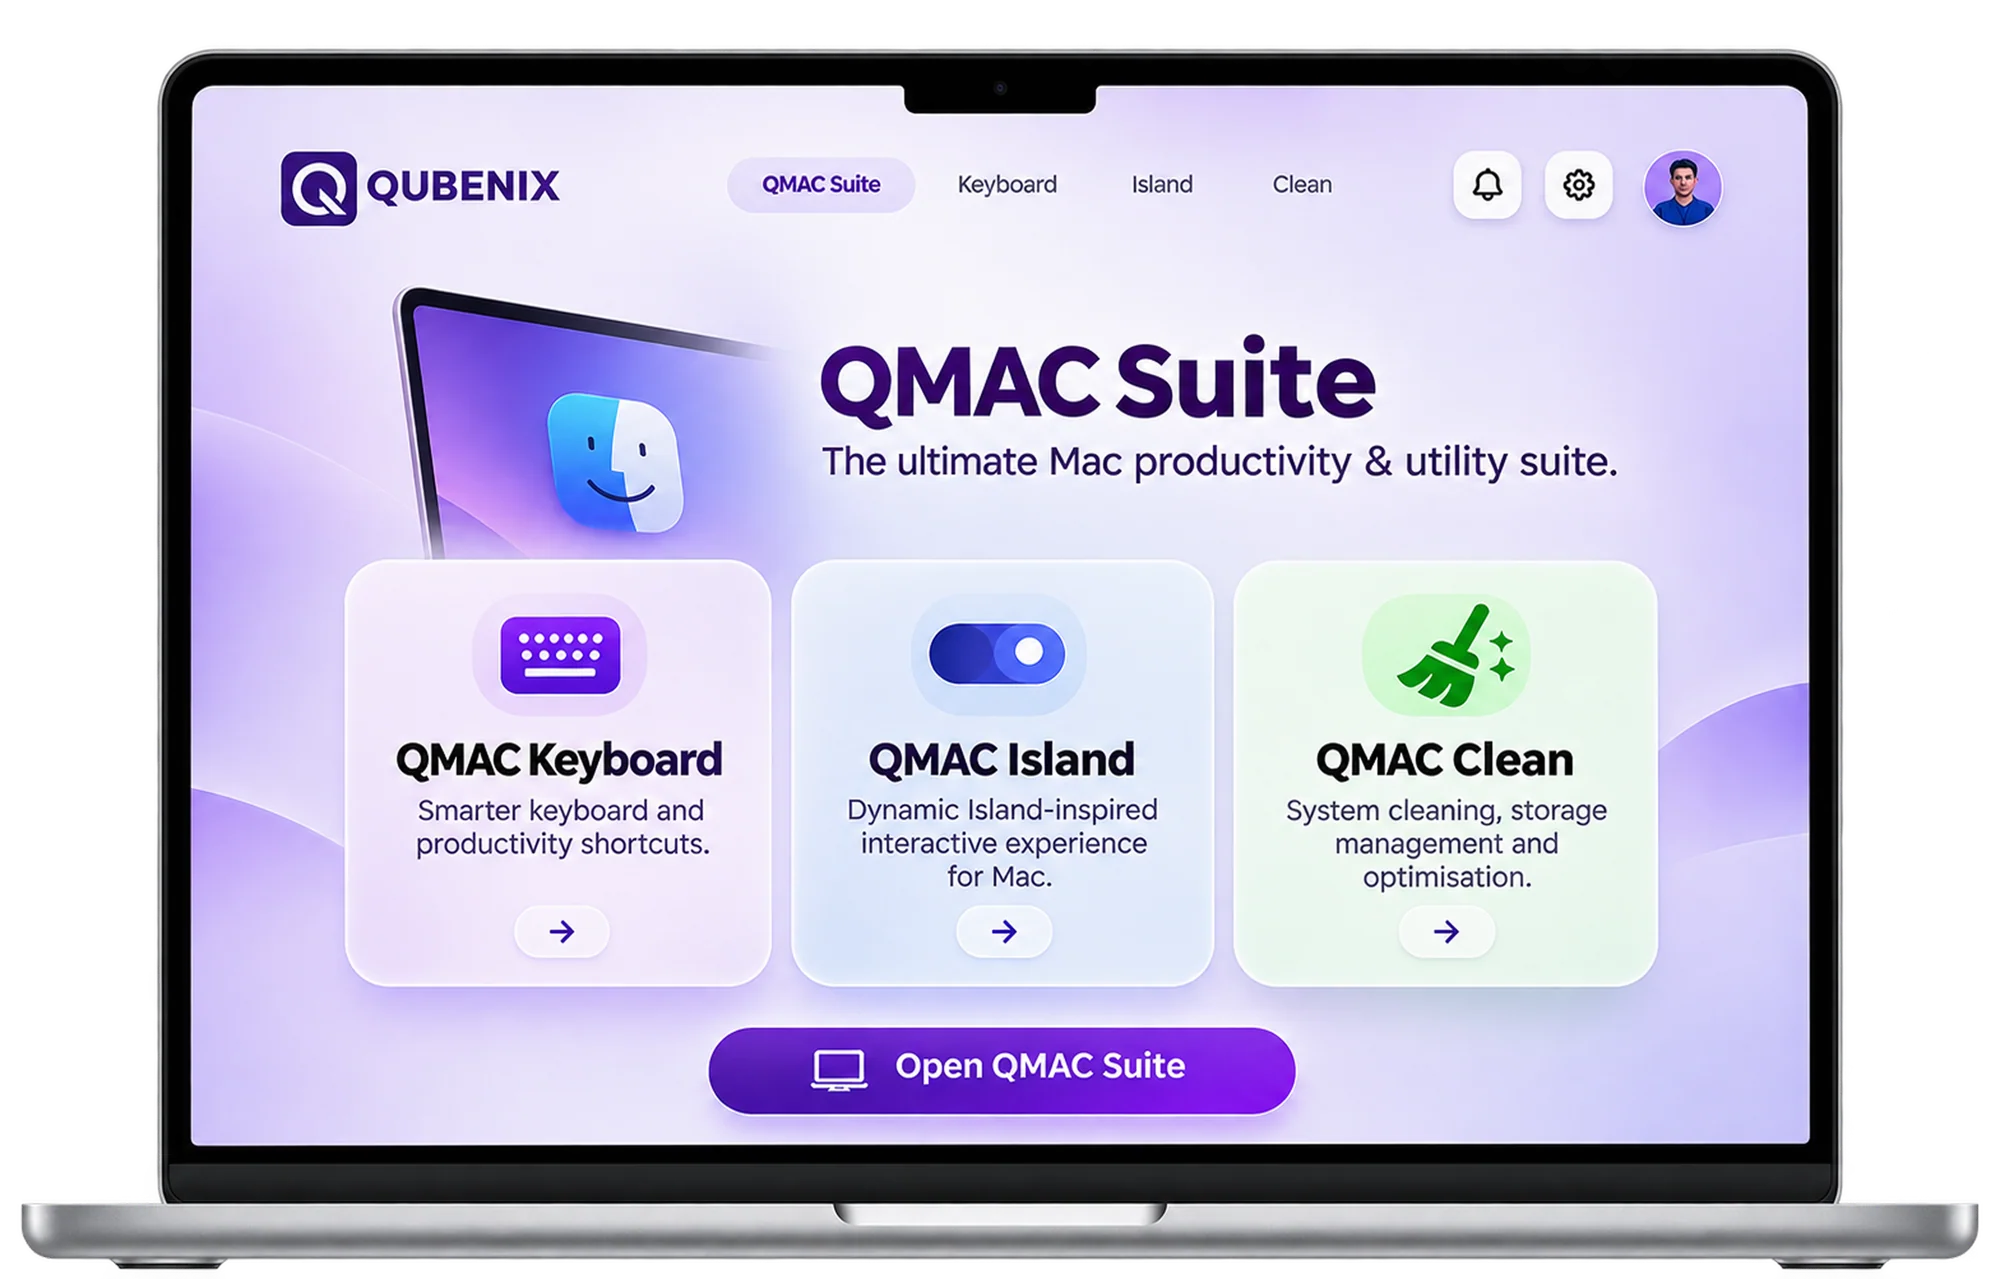 QUBENIX
QMAC Suite
Keyboard
Island
Clean
QMAC Suite
The ultimate Mac productivity & utility suite.
QMAC Keyboard
Smarter keyboard and
productivity shortcuts.
QMAC Island
Dynamic Island-inspired
interactive experience
for Mac.
QMAC Clean
System cleaning, storage
management and
optimisation.
Open QMAC Suite